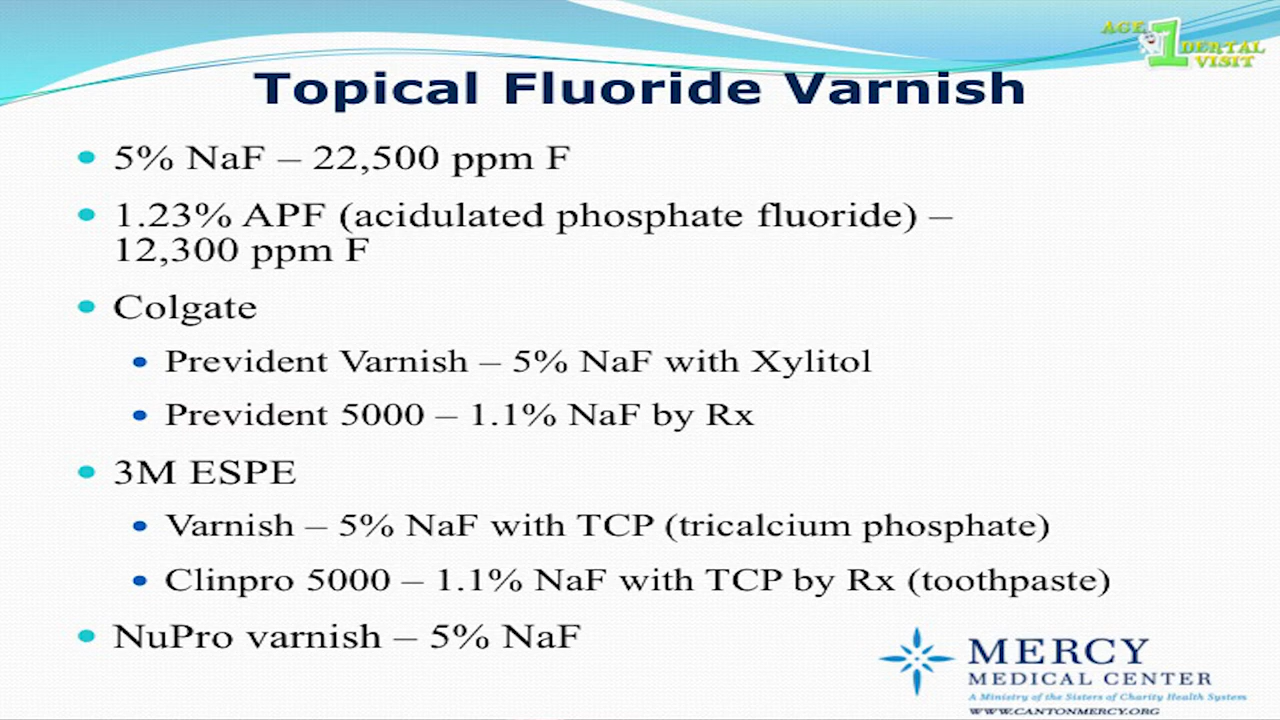 AGE 1 DENTAL VISIT
Topical Fluoride Varnish
5% NaF – 22,500 ppm F
1.23% APF (acidulated phosphate fluoride) –
12,300 ppm F
Colgate
Prevident Varnish – 5% NaF with Xylitol
Prevident 5000 – 1.1% NaF by Rx
3M ESPE
Varnish – 5% NaF with TCP (tricalcium phosphate)
Clinpro 5000 – 1.1% NaF with TCP by Rx (toothpaste)
NuPro varnish – 5% NaF
MERCY
MEDICAL CENTER
A Ministry of the Sisters of Charity Health System
WWW.CANTONMERCY.ORG